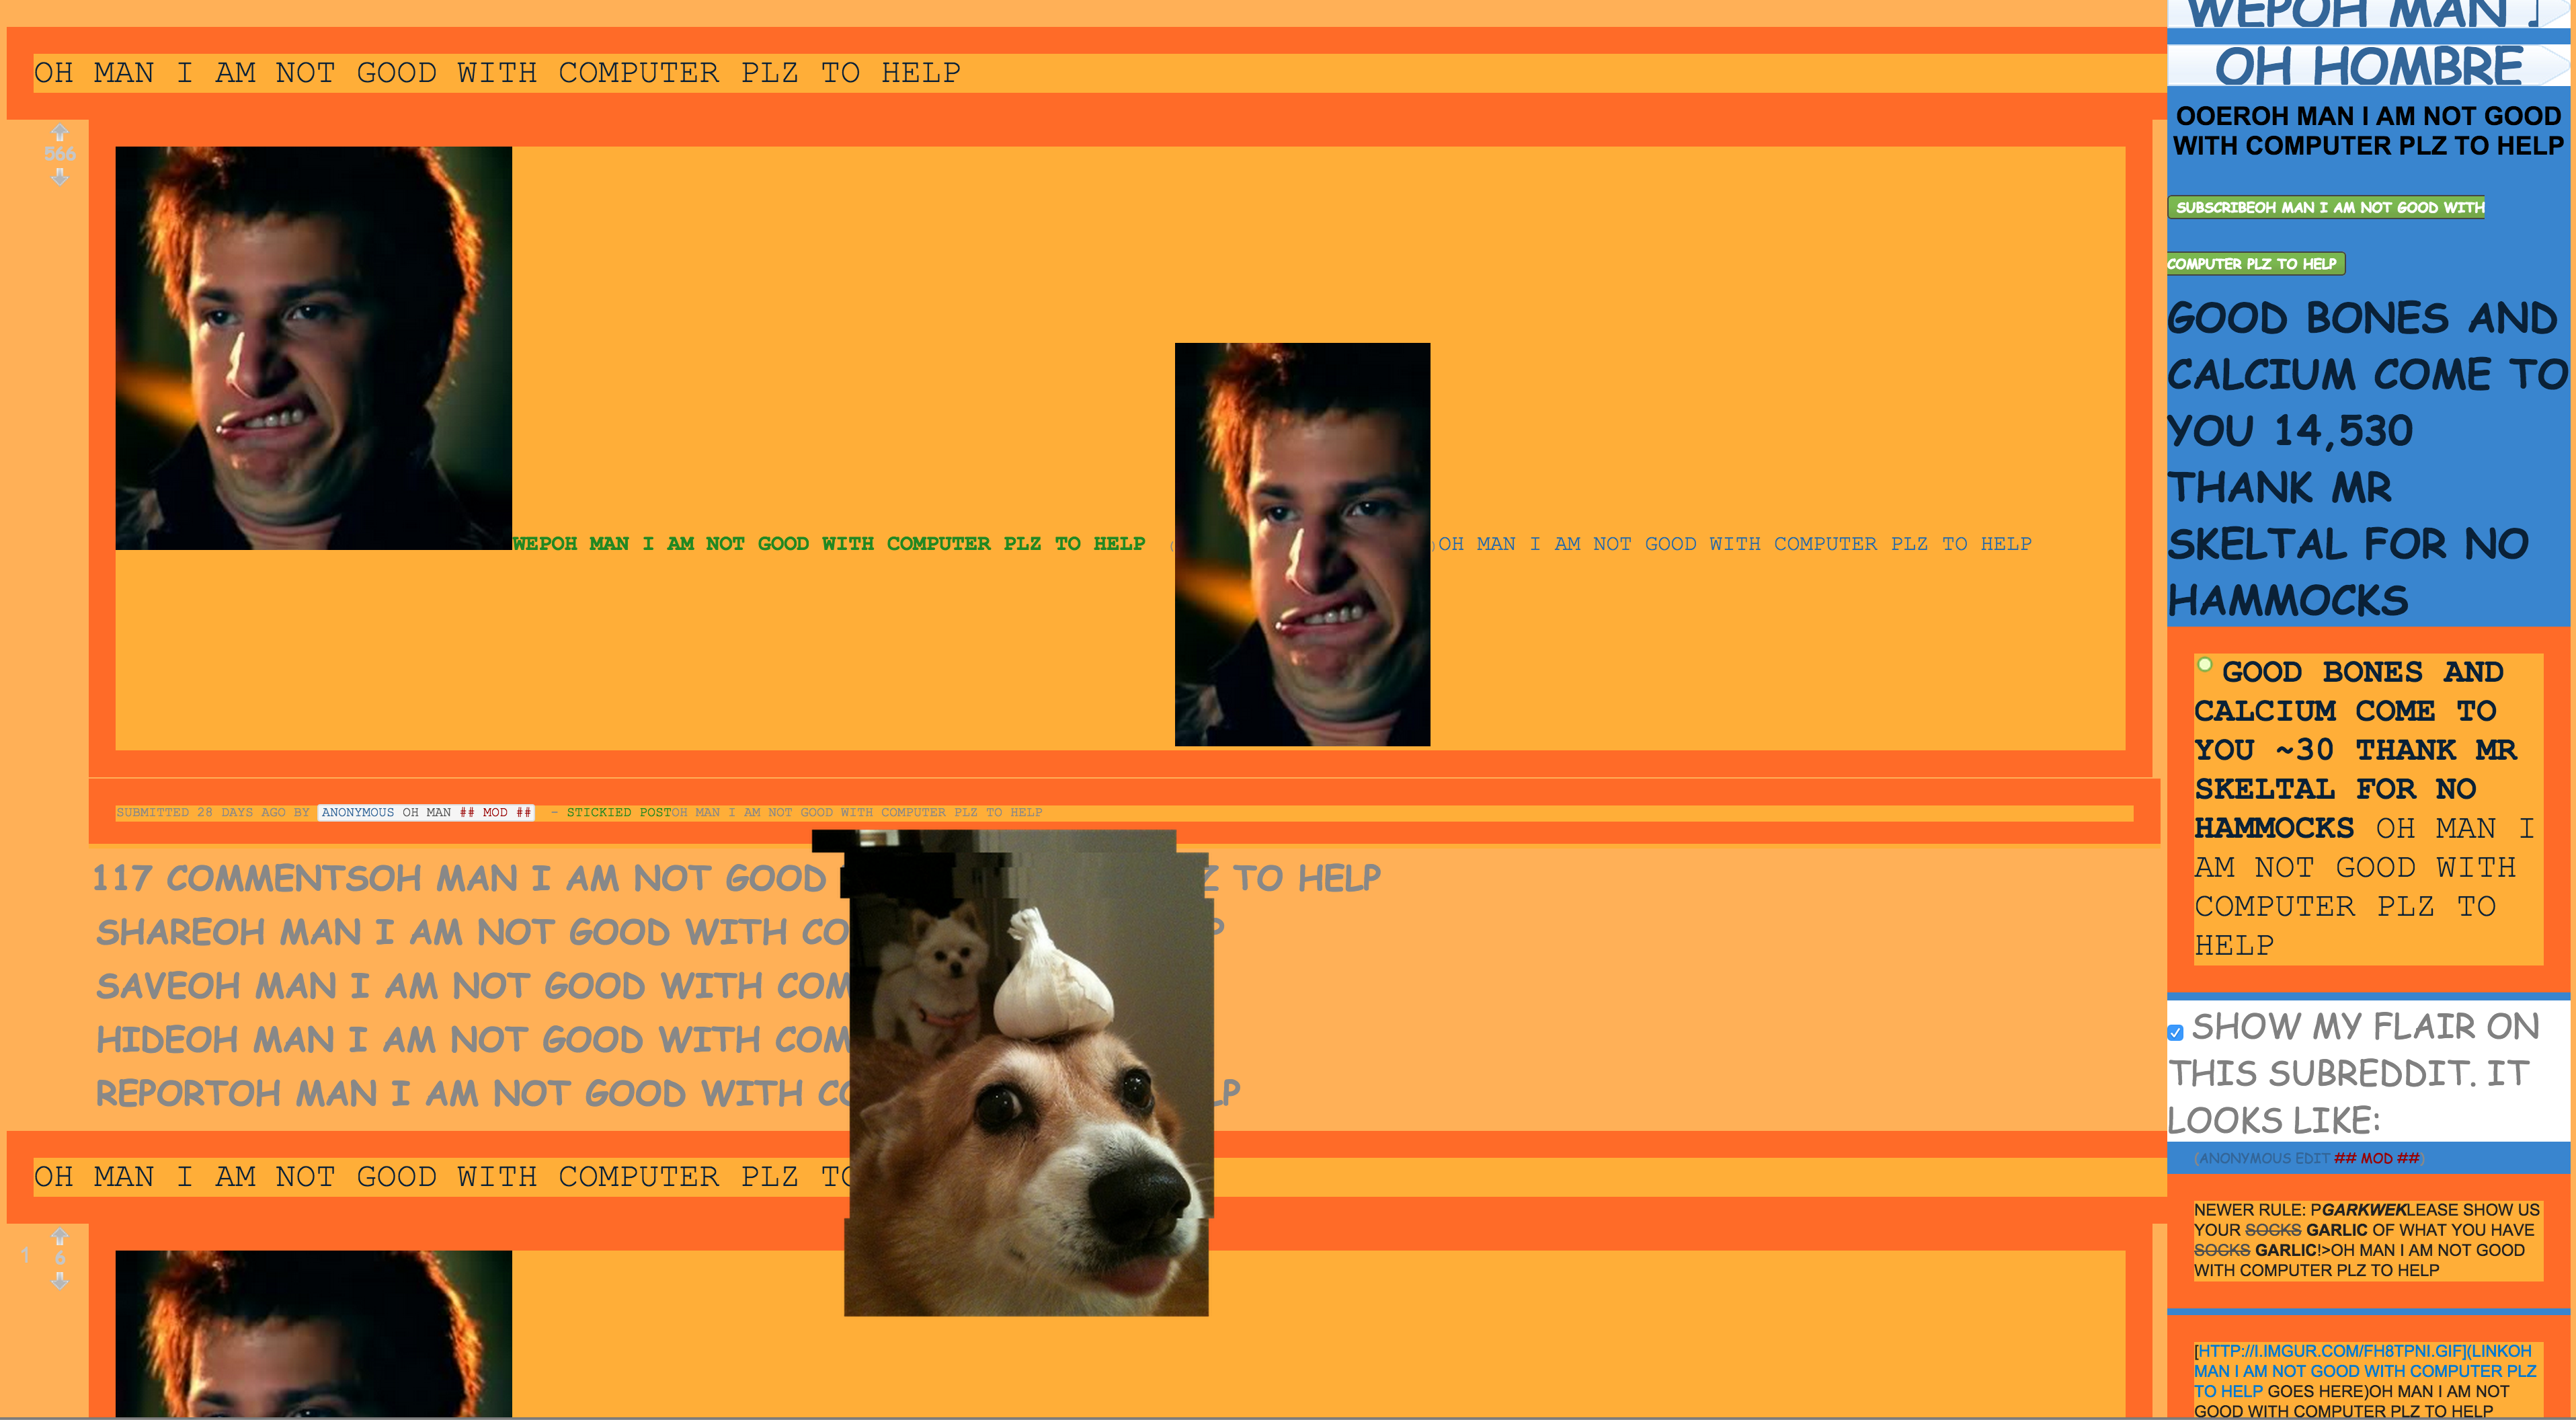 OH MAN I AM NOT GOOD WITH COMPUTER PLZ TO HELP
566
WEPOH MAN I AM NOT GOOD WITH COMPUTER PLZ TO HELP ( )OH MAN I AM NOT GOOD WITH COMPUTER PLZ TO HELP
SUBMITTED 28 DAYS AGO BY ANONYMOUS OH MAN ## MOD ## - STICKIED POSTOH MAN I AM NOT GOOD WITH COMPUTER PLZ TO HELP
117 COMMENTSOH MAN I AM NOT GOOD TO HELP
SHAREOH MAN I AM NOT GOOD WITH
SAVEOH MAN I AM NOT GOOD WITH
HIDEOH MAN I AM NOT GOOD WITH
REPORTOH MAN I AM NOT GOOD WITH
OH MAN I AM NOT GOOD WITH COMPUTER PLZ
1 6
WEPOH MAN I
OH HOMBRE
OOEROH MAN I AM NOT GOOD
WITH COMPUTER PLZ TO HELP
SUBSCRIBEOH MAN I AM NOT GOOD WITH
COMPUTER PLZ TO HELP
GOOD BONES AND
CALCIUM COME TO
YOU 14,530
THANK MR
SKELTAL FOR NO
HAMMOCKS
GOOD BONES AND
CALCIUM COME TO
YOU ~30 THANK MR
SKELTAL FOR NO
HAMMOCKS OH MAN I
AM NOT GOOD WITH
COMPUTER PLZ TO
HELP
SHOW MY FLAIR ON
THIS SUBREDDIT. IT
LOOKS LIKE:
(ANONYMOUS EDIT ## MOD ##)
NEWER RULE: PGARKWEKLEASE SHOW US
YOUR SOCKS GARLIC OF WHAT YOU HAVE
SOCKS GARLIC!>OH MAN I AM NOT GOOD
WITH COMPUTER PLZ TO HELP
[HTTP://I.IMGUR.COM/FH8TPNI.GIF](LINKOH
MAN I AM NOT GOOD WITH COMPUTER PLZ
TO HELP GOES HERE)OH MAN I AM NOT
GOOD WITH COMPUTER PLZ TO HELP